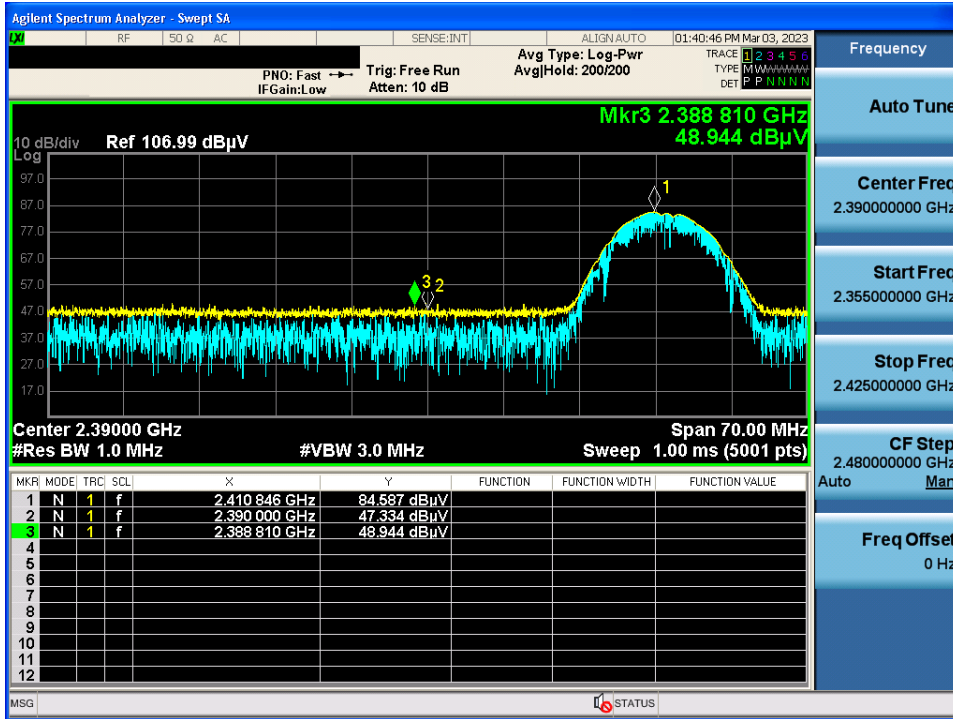 Agilent Spectrum Analyzer - Swept SA
LXI RF 50 Ω AC SENSE:INT ALIGN AUTO 01:40:46 PM Mar 03, 2023
PNO: Fast Trig: Free Run Avg Type: Log-Pwr TRACE 1 2 3 4 5 6
IFGain:Low Atten: 10 dB Avg|Hold: 200/200 TYPE M W W W W W
DET P P N N N N
Mkr3 2.388 810 GHz
48.944 dBµV
10 dB/div Ref 106.99 dBµV
Log
97.0
87.0
77.0
67.0
57.0
47.0
37.0
27.0
17.0
1
3 2
Center 2.39000 GHz Span 70.00 MHz
#Res BW 1.0 MHz #VBW 3.0 MHz Sweep 1.00 ms (5001 pts)
MKR MODE TRC SCL X Y FUNCTION FUNCTION WIDTH FUNCTION VALUE
1 N 1 f 2.410 846 GHz 84.587 dBµV
2 N 1 f 2.390 000 GHz 47.334 dBµV
3 N 1 f 2.388 810 GHz 48.944 dBµV
4
5
6
7
8
9
10
11
12
MSG STATUS
Frequency
Auto Tune
Center Freq
2.390000000 GHz
Start Freq
2.355000000 GHz
Stop Freq
2.425000000 GHz
CF Step
2.480000000 GHz
Auto Man
Freq Offset
0 Hz